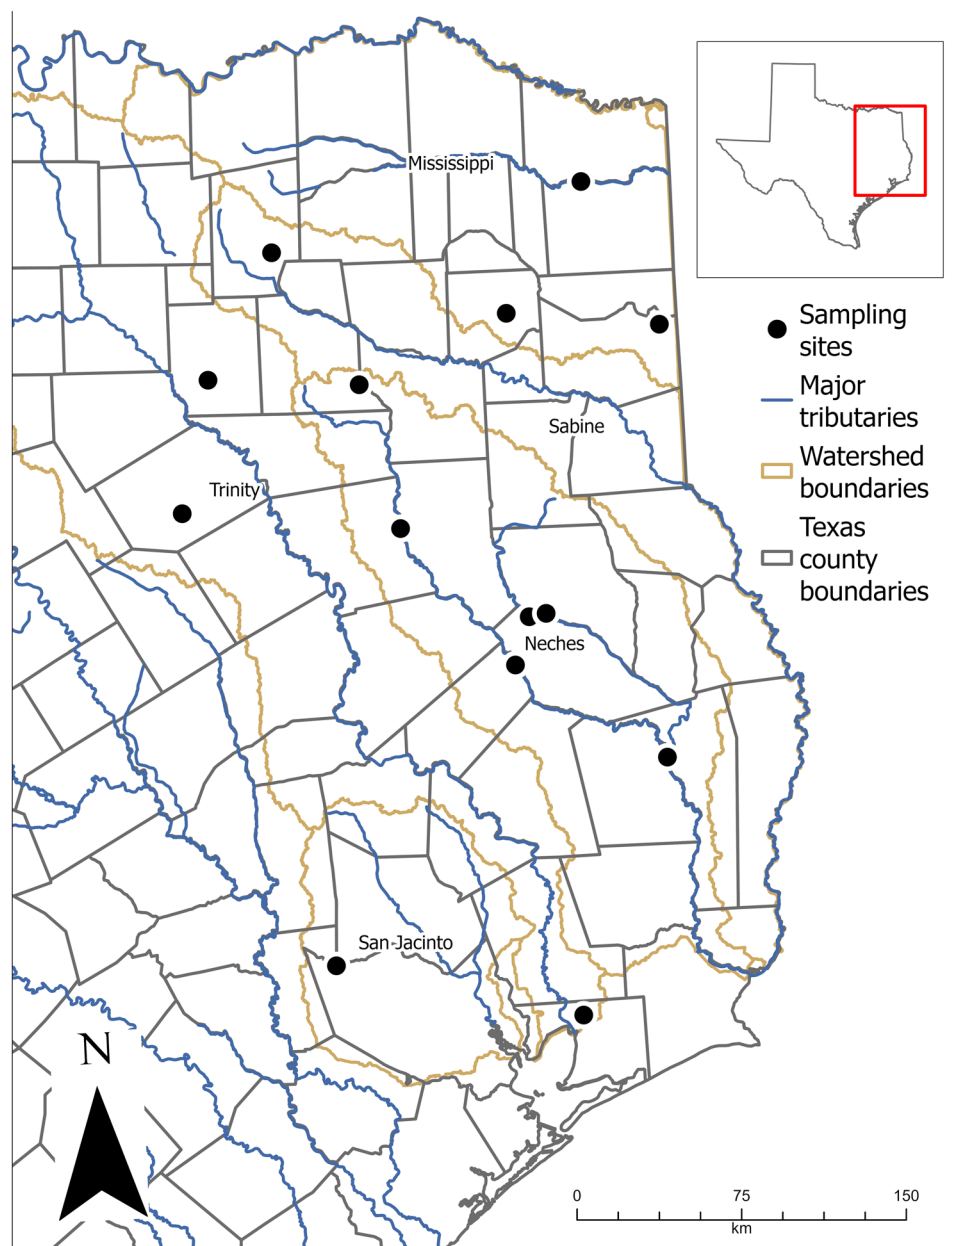 Mississippi
Sampling
sites
Major
tributaries
Sabine
Watershed
boundaries
Trinity
Texas
county
boundaries
Neches
San Jacinto
N
0 75 150
km